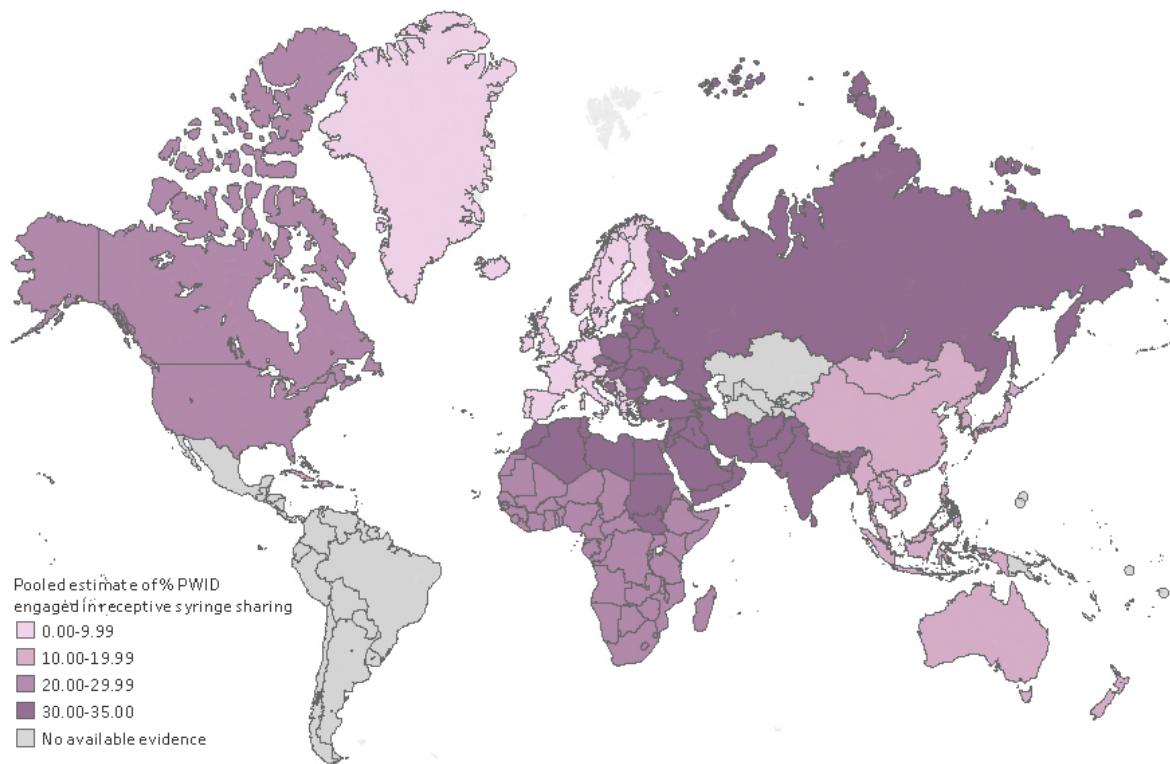 Pooled estimate of % PWID
engaged in receptive syringe sharing
0.00-9.99
10.00-19.99
20.00-29.99
30.00-35.00
No available evidence